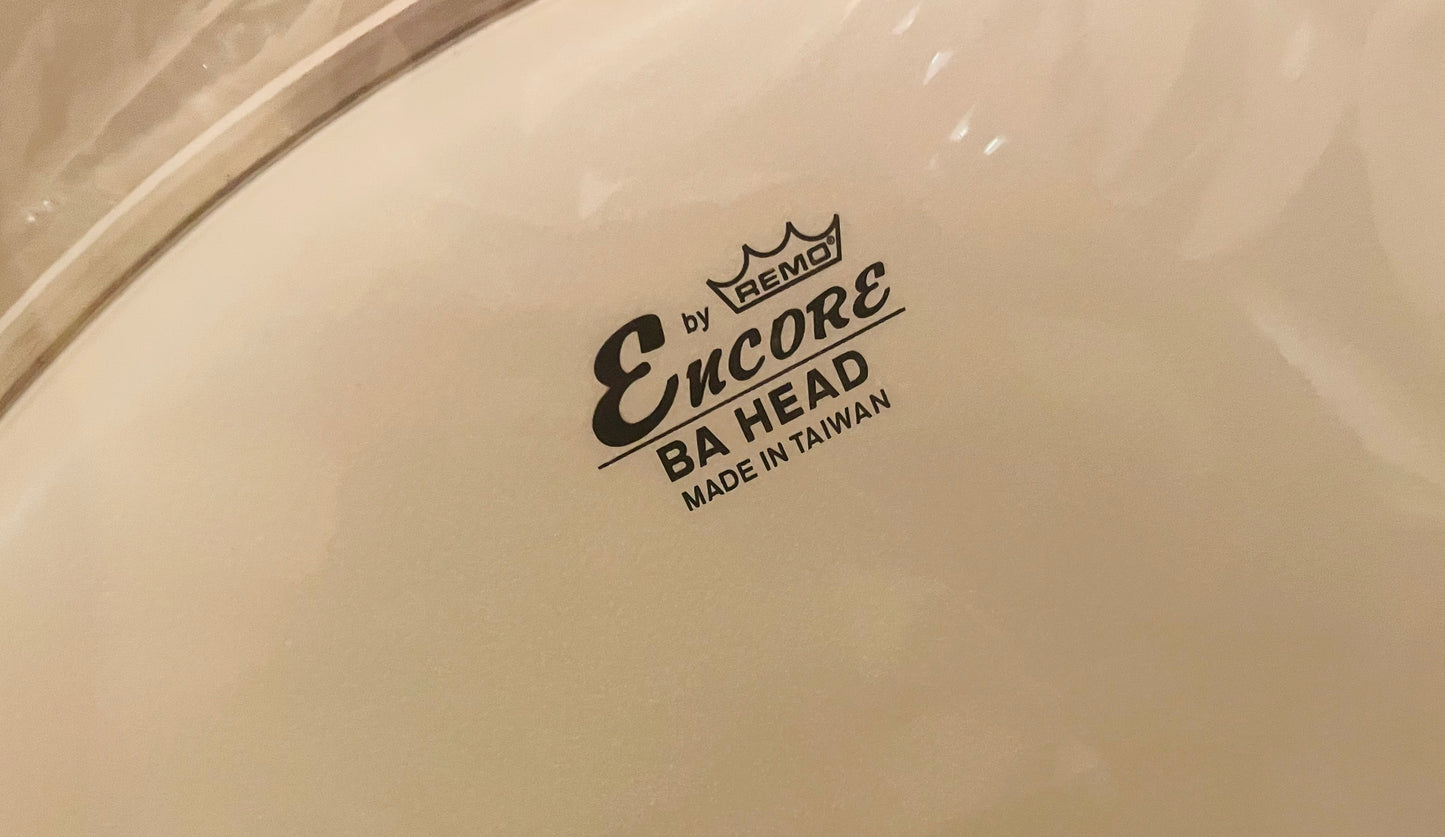 REMO®
by
ENCORE
BA HEAD
MADE IN TAIWAN